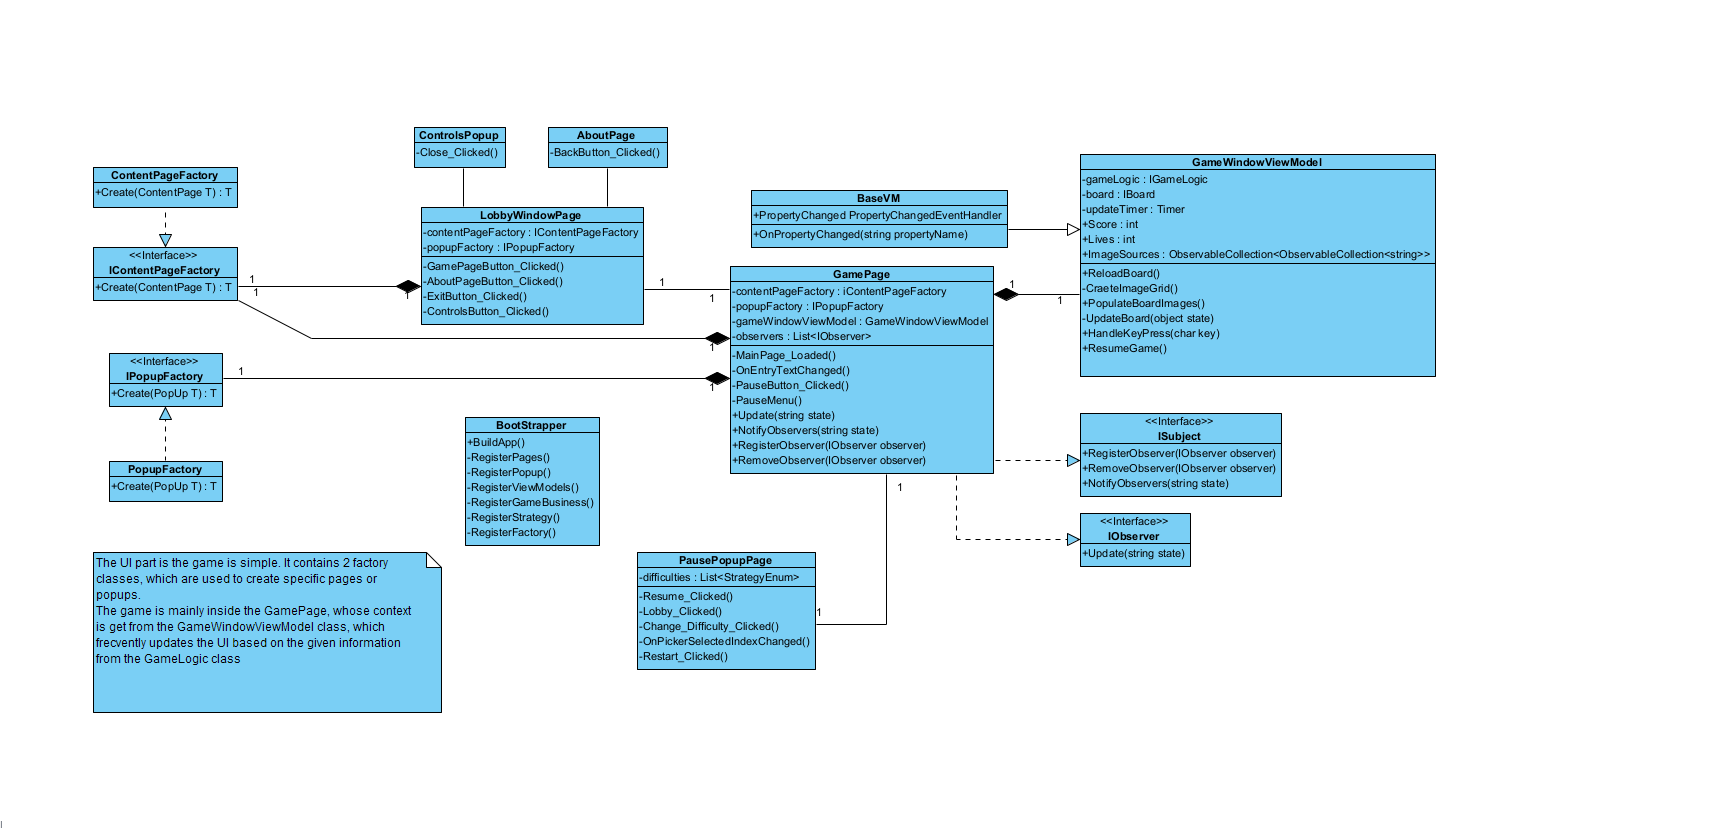 ControlsPopup
-Close_Clicked()
AboutPage
-BackButton_Clicked()
ContentPageFactory
+Create(ContentPage T) : T
<<Interface>>
IContentPageFactory
+Create(ContentPage T) : T
1
1
1
LobbyWindowPage
-contentPageFactory : IContentPageFactory
-popupFactory : IPopupFactory
-GamePageButton_Clicked()
-AboutPageButton_Clicked()
-ExitButton_Clicked()
-ControlsButton_Clicked()
1
1
BaseVM
+PropertyChanged PropertyChangedEventHandler
+OnPropertyChanged(string propertyName)
GameWindowViewModel
-gameLogic : IGameLogic
-board : IBoard
-updateTimer : Timer
+Score : int
+Lives : int
+ImageSources : ObservableCollection<ObservableCollection<string>>
+ReloadBoard()
-CraeteImageGrid()
+PopulateBoardImages()
-UpdateBoard(object state)
+HandleKeyPress(char key)
+ResumeGame()
GamePage
-contentPageFactory : iContentPageFactory
-popupFactory : IPopupFactory
-gameWindowViewModel : GameWindowViewModel
-observers : List<IObserver>
-MainPage_Loaded()
-OnEntryTextChanged()
-PauseButton_Clicked()
-PauseMenu()
+Update(string state)
+NotifyObservers(string state)
+RegisterObserver(IObserver observer)
+RemoveObserver(IObserver observer)
1
1
1
<<Interface>>
IPopupFactory
+Create(PopUp T) : T
1
1
PopupFactory
+Create(PopUp T) : T
BootStrapper
+BuildApp()
-RegisterPages()
-RegisterPopup()
-RegisterViewModels()
-RegisterGameBusiness()
-RegisterStrategy()
-RegisterFactory()
<<Interface>>
ISubject
+RegisterObserver(IObserver observer)
+RemoveObserver(IObserver observer)
+NotifyObservers(string state)
<<Interface>>
IObserver
+Update(string state)
1
PausePopupPage
-difficulties : List<StrategyEnum>
-Resume_Clicked()
-Lobby_Clicked()
-Change_Difficulty_Clicked()
-OnPickerSelectedIndexChanged()
-Restart_Clicked()
1
The UI part is the game is simple. It contains 2 factory
classes, which are used to create specific pages or
popups.
The game is mainly inside the GamePage, whose context
is get from the GameWindowViewModel class, which
frecvently updates the UI based on the given information
from the GameLogic class